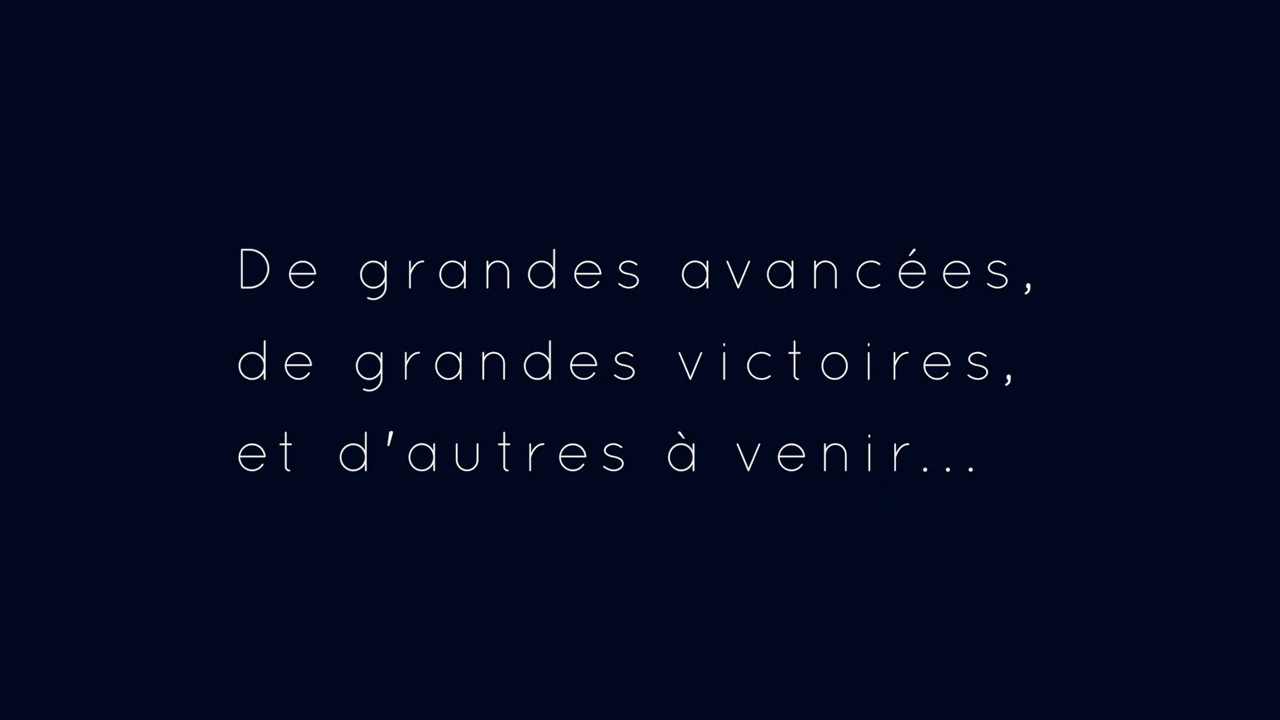 De grandes avancées,
de grandes victoires,
et d'autres à venir...